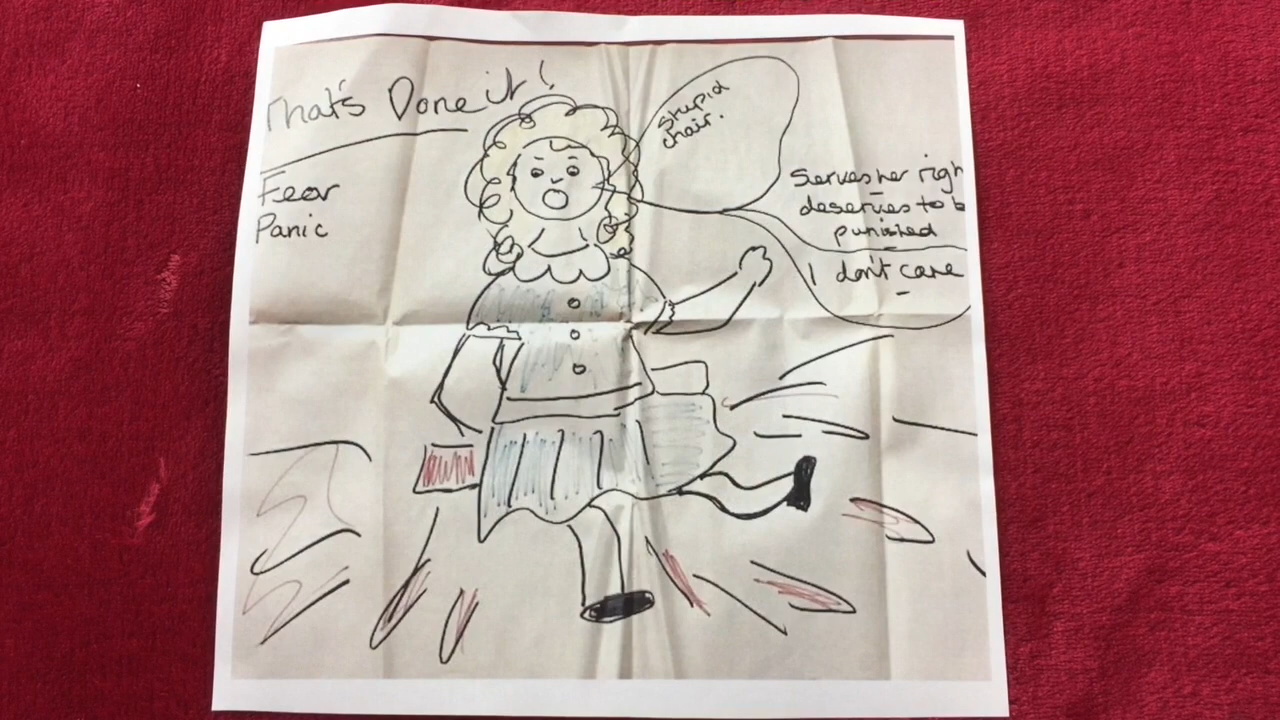 That's Done it!
Fear
Panic
Stupid
chair.
Serves her righ
deserves to b
punished
I don't care